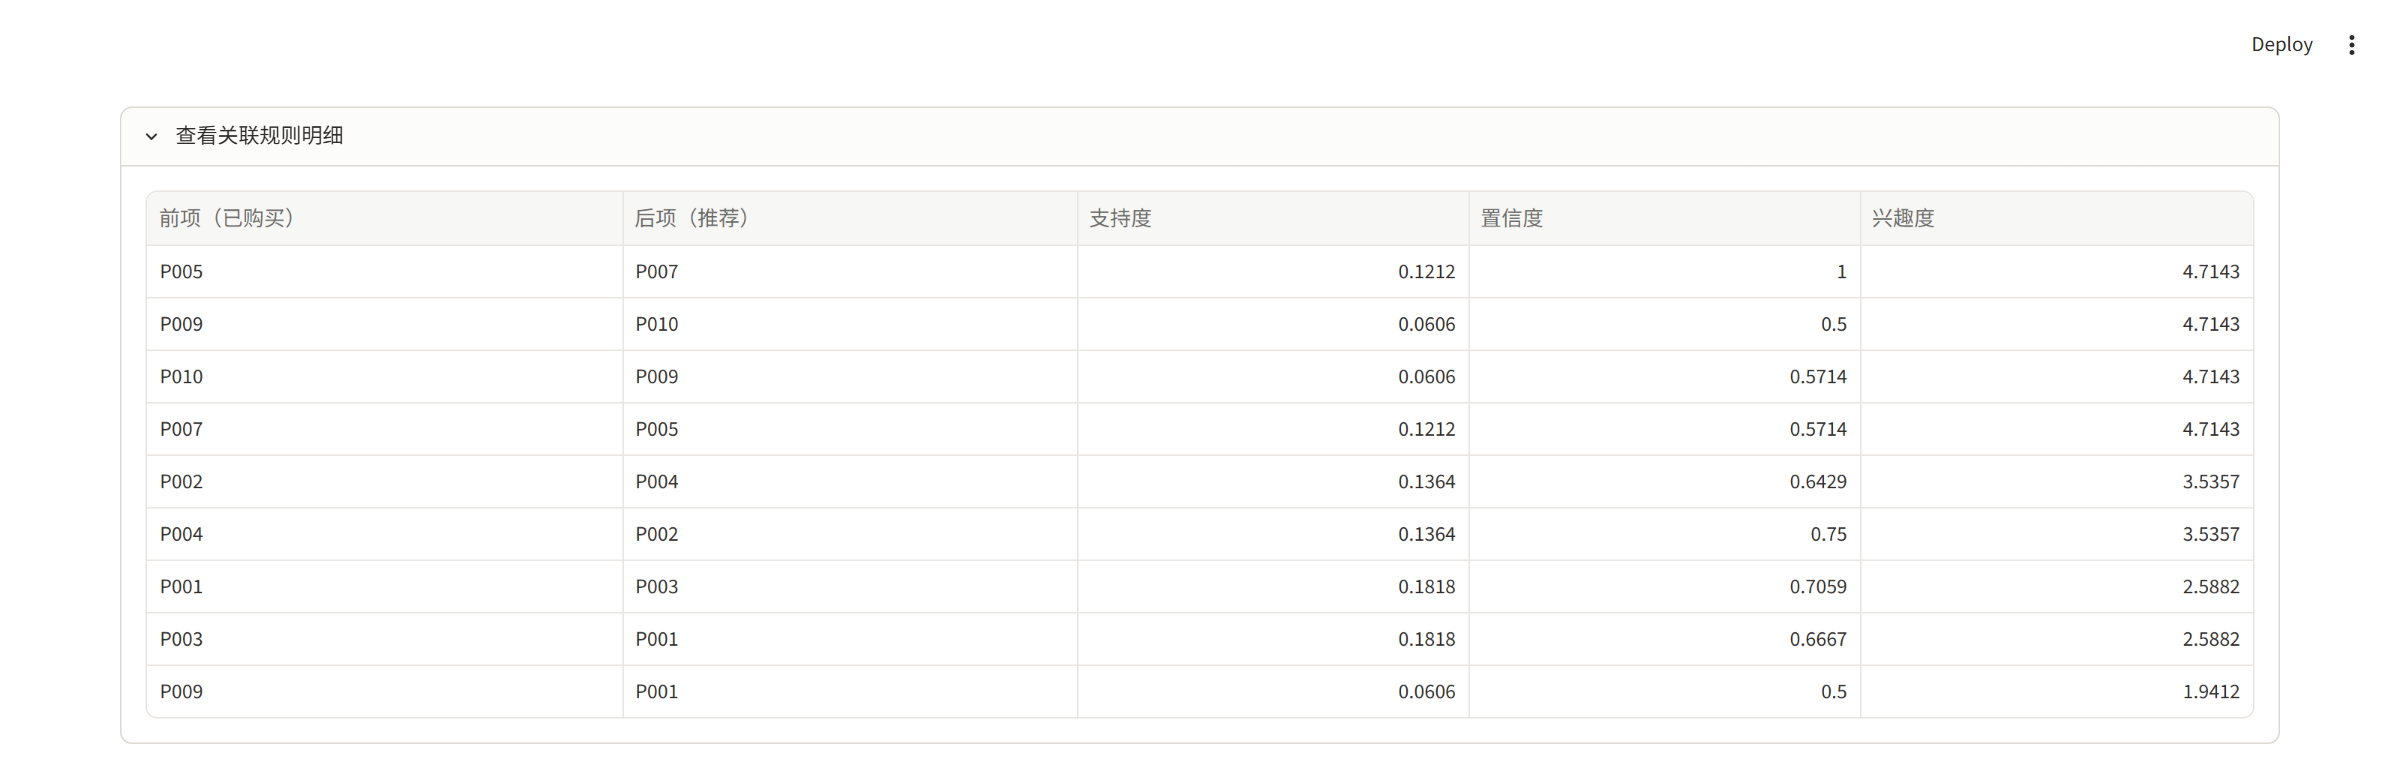 Deploy
查看关联规则明细
前项（已购买） 后项（推荐） 支持度 置信度 兴趣度
P005 P007 0.1212 1 4.7143
P009 P010 0.0606 0.5 4.7143
P010 P009 0.0606 0.5714 4.7143
P007 P005 0.1212 0.5714 4.7143
P002 P004 0.1364 0.6429 3.5357
P004 P002 0.1364 0.75 3.5357
P001 P003 0.1818 0.7059 2.5882
P003 P001 0.1818 0.6667 2.5882
P009 P001 0.0606 0.5 1.9412